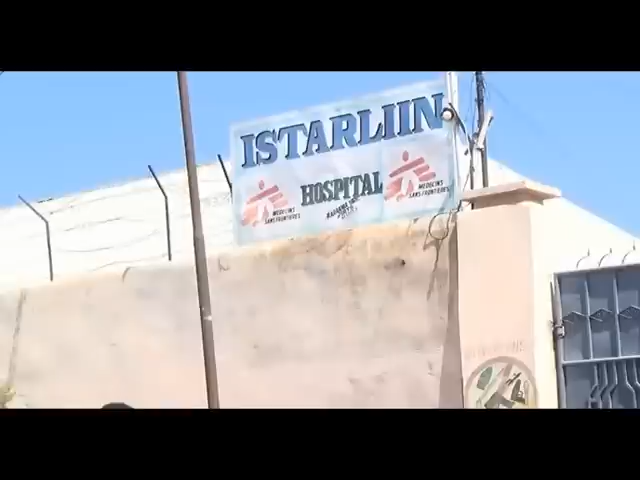 ISTARLIIN
HOSPITAL
MEDECINS
SANS FRONTIERES
MEDECINS
SANS FRONTIERES